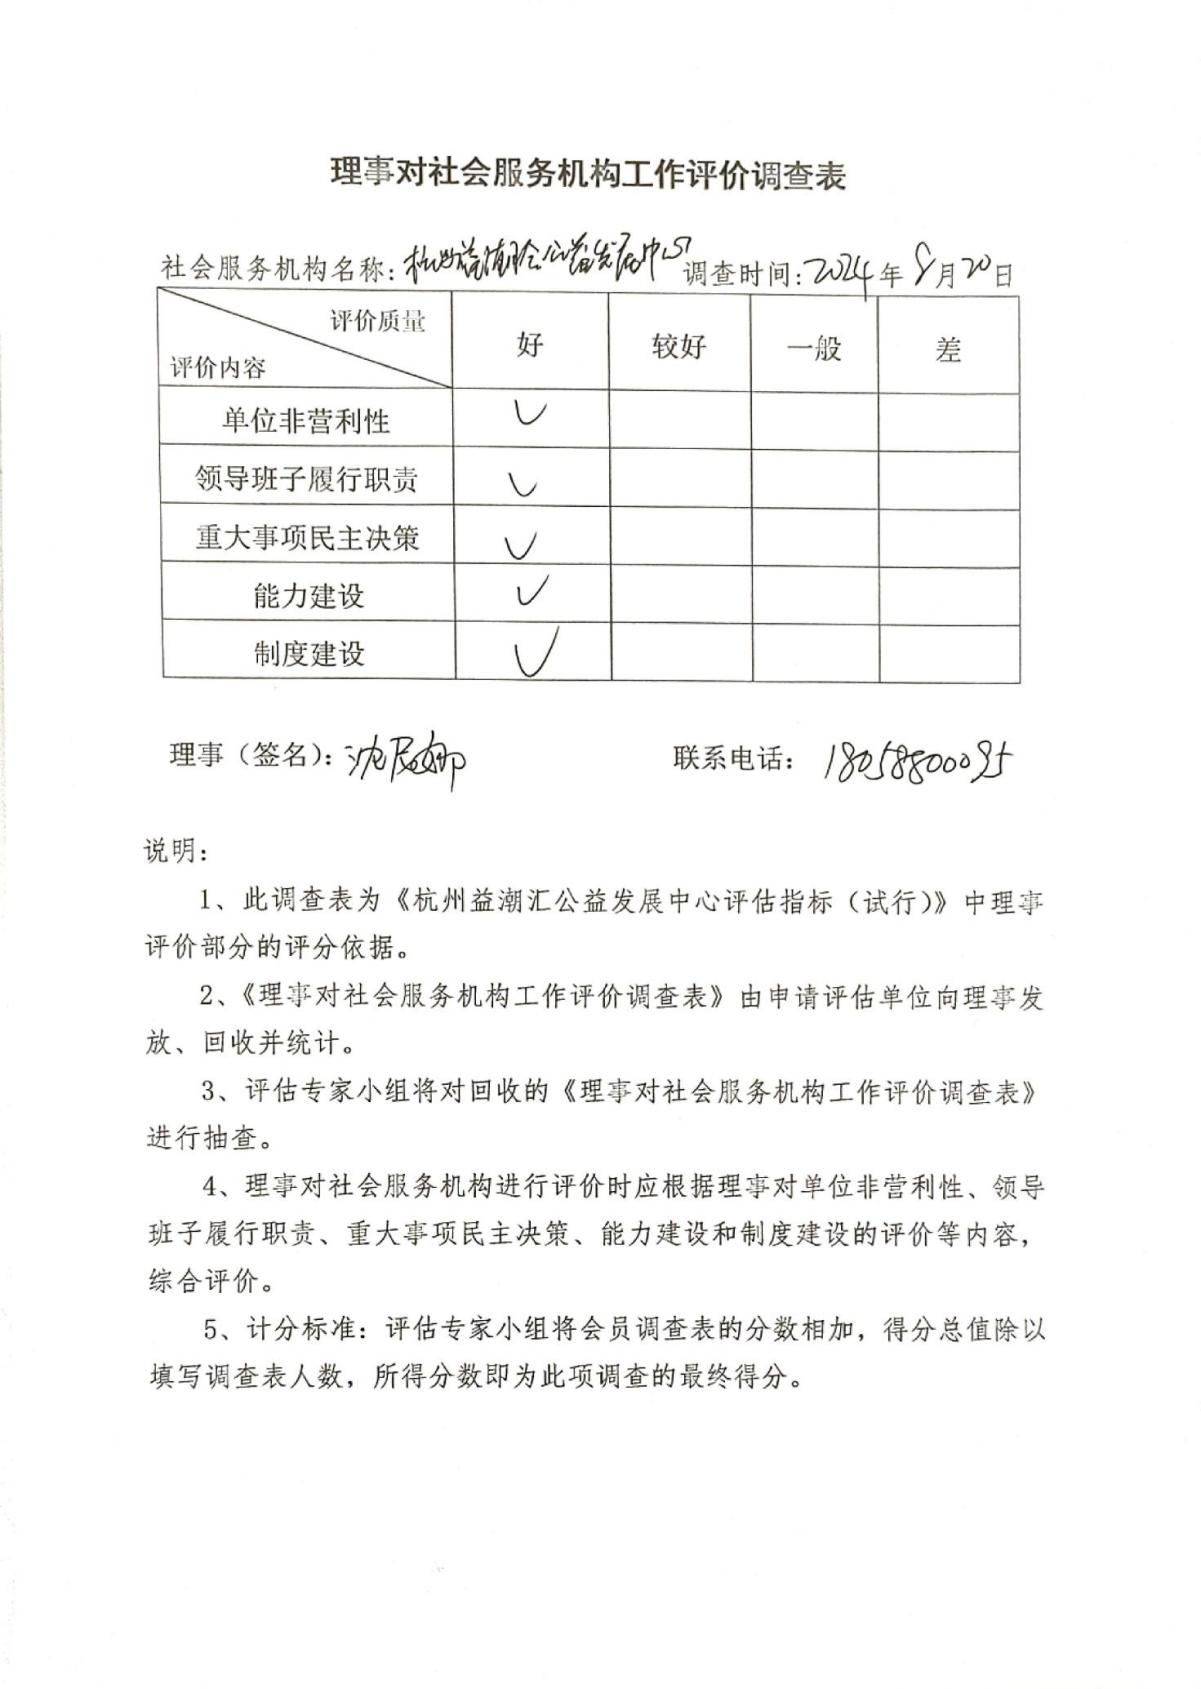 理事对社会服务机构工作评价调查表
社会服务机构名称：杭州益潮汇公益发展中心 调查时间：2024年8月20日
评价质量
评价内容
好 较好 一般 差
单位非营利性 ✓
领导班子履行职责 ✓
重大事项民主决策 ✓
能力建设 ✓
制度建设 ✓
理事（签名）：沈 娜 联系电话：18058800095
说明：
1、此调查表为《杭州益潮汇公益发展中心评估指标（试行）》中理事
评价部分的评分依据。
2、《理事对社会服务机构工作评价调查表》由申请评估单位向理事发
放、回收并统计。
3、评估专家小组将对回收的《理事对社会服务机构工作评价调查表》
进行抽查。
4、理事对社会服务机构进行评价时应根据理事对单位非营利性、领导
班子履行职责、重大事项民主决策、能力建设和制度建设的评价等内容，
综合评价。
5、计分标准：评估专家小组将会员调查表的分数相加，得分总值除以
填写调查表人数，所得分数即为此项调查的最终得分。